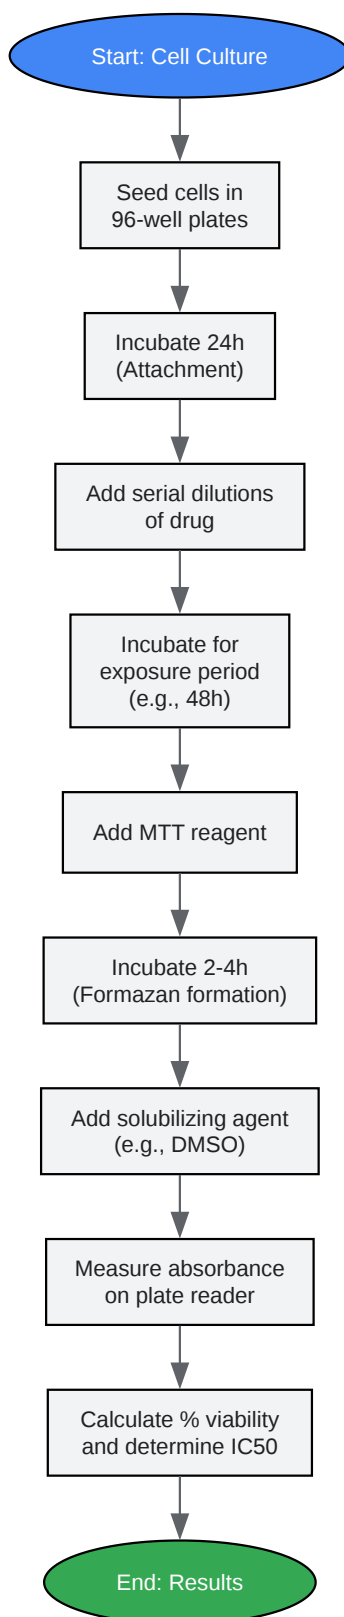 Start: Cell Culture
Seed cells in
96-well plates
Incubate 24h
(Attachment)
Add serial dilutions
of drug
Incubate for
exposure period
(e.g., 48h)
Add MTT reagent
Incubate 2-4h
(Formazan formation)
Add solubilizing agent
(e.g., DMSO)
Measure absorbance
on plate reader
Calculate % viability
and determine IC50
End: Results